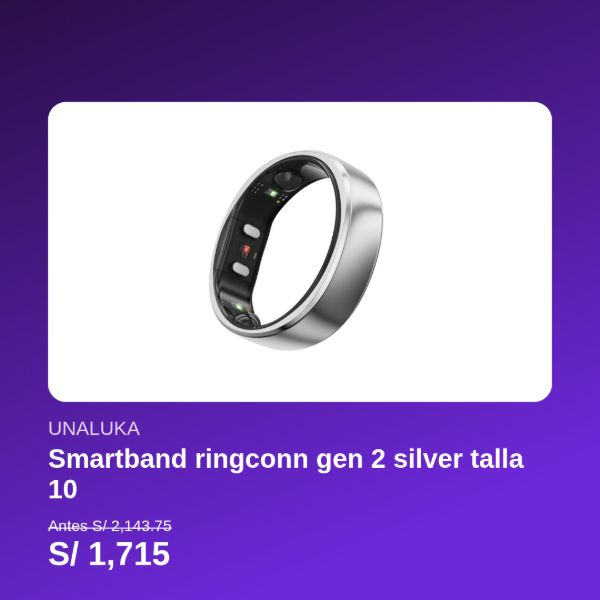 UNALUKA
Smartband ringconn gen 2 silver talla
10
Antes S/ 2,143.75
S/ 1,715